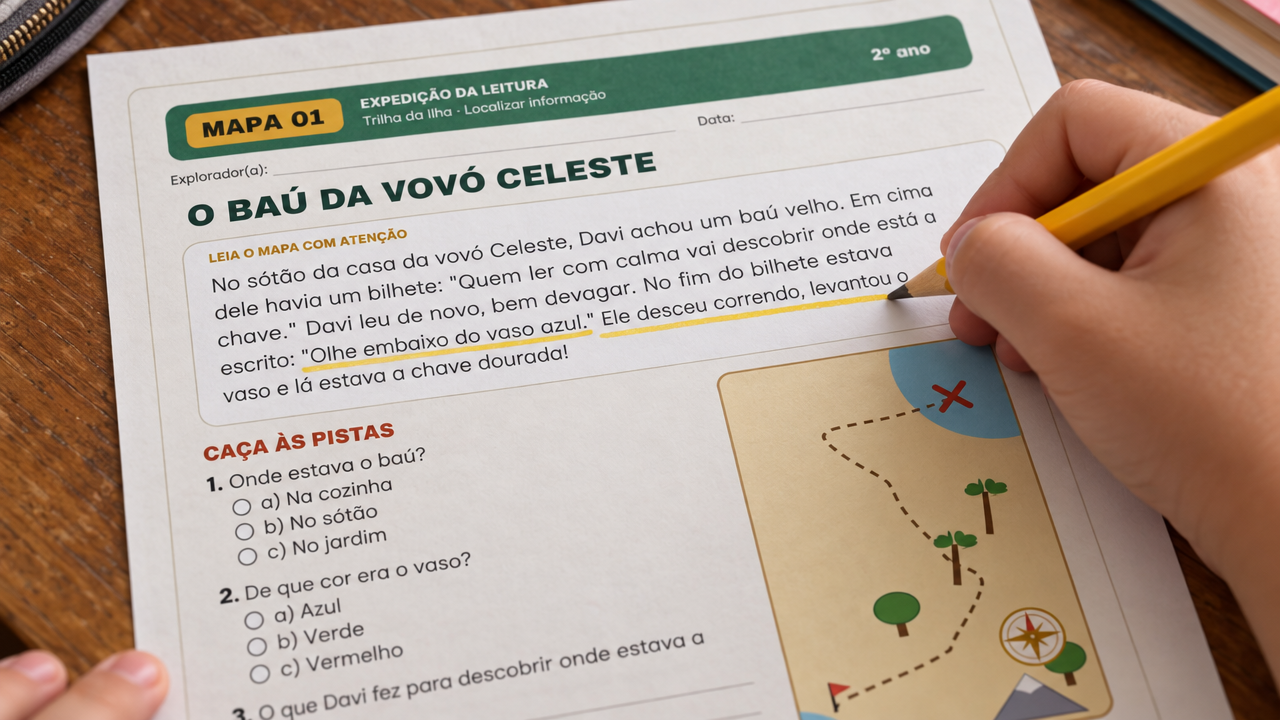 MAPA 01
EXPEDIÇÃO DA LEITURA
Trilha da Ilha · Localizar informação
2º ano
Explorador(a):
Data:
O BAÚ DA VOVÓ CELESTE
LEIA O MAPA COM ATENÇÃO
No sótão da casa da vovó Celeste, Davi achou um baú velho. Em cima
dele havia um bilhete: "Quem ler com calma vai descobrir onde está a
chave." Davi leu de novo, bem devagar. No fim do bilhete estava
escrito: "Olhe embaixo do vaso azul." Ele desceu correndo, levantou o
vaso e lá estava a chave dourada!
CAÇA ÀS PISTAS
1. Onde estava o baú?
a) Na cozinha
b) No sótão
c) No jardim
2. De que cor era o vaso?
a) Azul
b) Verde
c) Vermelho
3. O que Davi fez para descobrir onde estava a